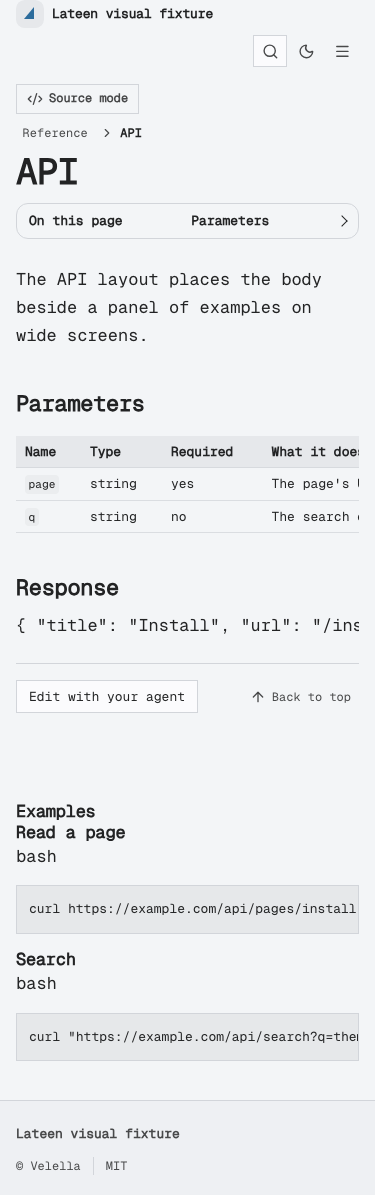 Lateen visual fixture
Source mode
Reference > API
API
On this page Parameters
The API layout places the body
beside a panel of examples on
wide screens.
Parameters
Name Type Required What it does
page string yes The page's
q string no The search
Response
{ "title": "Install", "url": "/ins
Edit with your agent Back to top
Examples
Read a page
bash
curl https://example.com/api/pages/install
Search
bash
curl "https://example.com/api/search?q=them
Lateen visual fixture
© Velella MIT